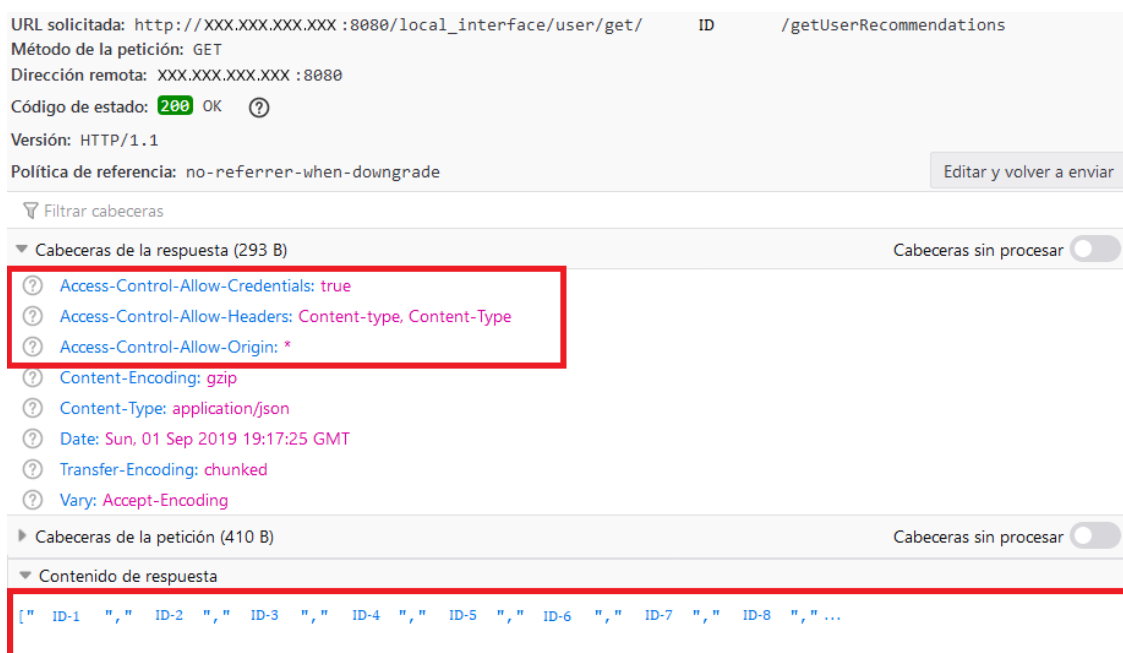 URL solicitada: http://XXX.XXX.XXX.XXX :8080/local_interface/user/get/ ID /getUserRecommendations
Método de la petición: GET
Dirección remota: XXX.XXX.XXX.XXX :8080
Código de estado: 200 OK ?
Versión: HTTP/1.1
Política de referencia: no-referrer-when-downgrade Editar y volver a enviar
Filtrar cabeceras
Cabeceras de la respuesta (293 B) Cabeceras sin procesar
? Access-Control-Allow-Credentials: true
? Access-Control-Allow-Headers: Content-type, Content-Type
? Access-Control-Allow-Origin: *
? Content-Encoding: gzip
? Content-Type: application/json
? Date: Sun, 01 Sep 2019 19:17:25 GMT
? Transfer-Encoding: chunked
? Vary: Accept-Encoding
Cabeceras de la petición (410 B) Cabeceras sin procesar
Contenido de respuesta
[" ID-1 "," ID-2 "," ID-3 "," ID-4 "," ID-5 "," ID-6 "," ID-7 "," ID-8 "," ...